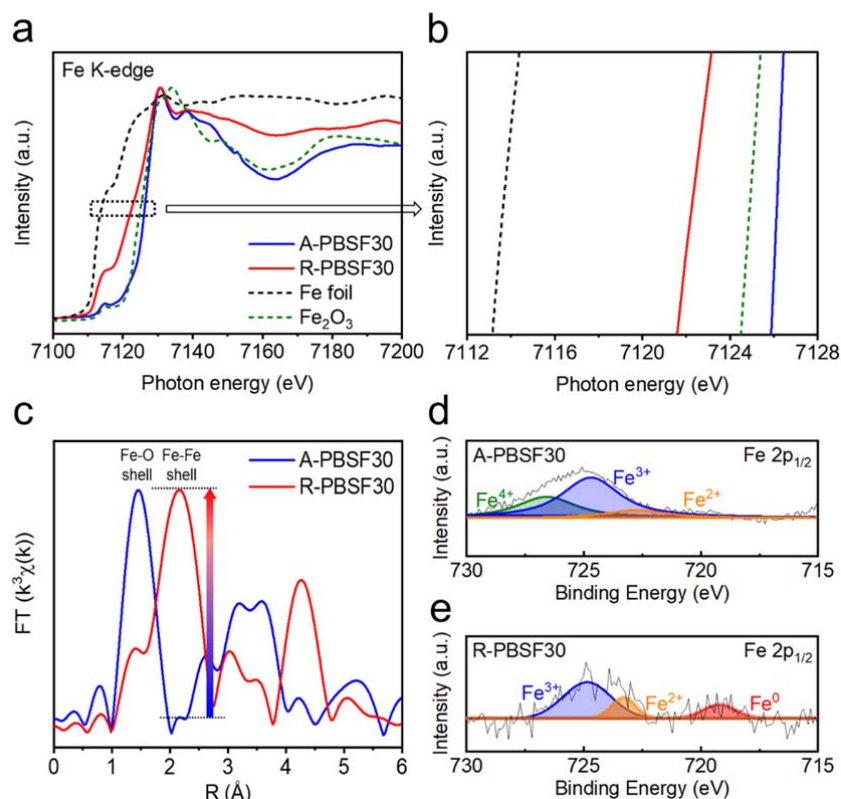 a
Fe K-edge
Intensity (a.u.)
A-PBSF30
R-PBSF30
Fe foil
Fe₂O₃
7100 7120 7140 7160 7180 7200
Photon energy (eV)
b
Intensity (a.u.)
7112 7116 7120 7124 7128
Photon energy (eV)
c
Fe-O shell
Fe-Fe shell
A-PBSF30
R-PBSF30
FT (k³χ(k))
0 1 2 3 4 5 6
R (Å)
d
A-PBSF30
Fe 2p₁/₂
Fe⁴⁺
Fe³⁺
Fe²⁺
Intensity (a.u.)
730 725 720 715
Binding Energy (eV)
e
R-PBSF30
Fe 2p₁/₂
Fe³⁺
Fe²⁺
Fe⁰
Intensity (a.u.)
730 725 720 715
Binding Energy (eV)